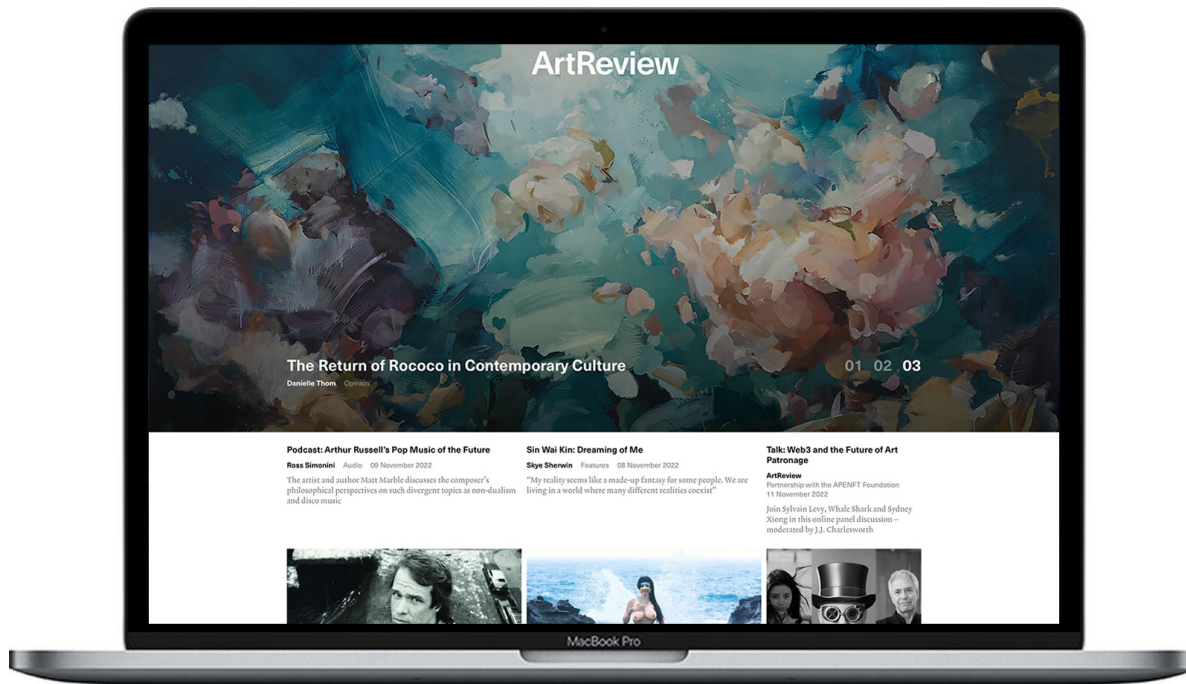 ArtReview
The Return of Rococo in Contemporary Culture
01 02 03
Danielle Thom Opinion
Podcast: Arthur Russell's Pop Music of the Future
Ross Simonini Audio 09 November 2022
The artist and author Matt Marble discusses the composer's
philosophical perspectives on such divergent topics as non-dualism
and disco music
Sin Wai Kin: Dreaming of Me
Skye Sherwin Features 08 November 2022
“My reality seems like a made-up fantasy for some people. We are
living in a world where many different realities coexist”
Talk: Web3 and the Future of Art
Patronage
ArtReview
Partnership with the APENFT Foundation
11 November 2022
Join Sylvain Levy, Whale Shark and Sydney
Xiong in this online panel discussion –
moderated by J.J. Charlesworth
MacBook Pro